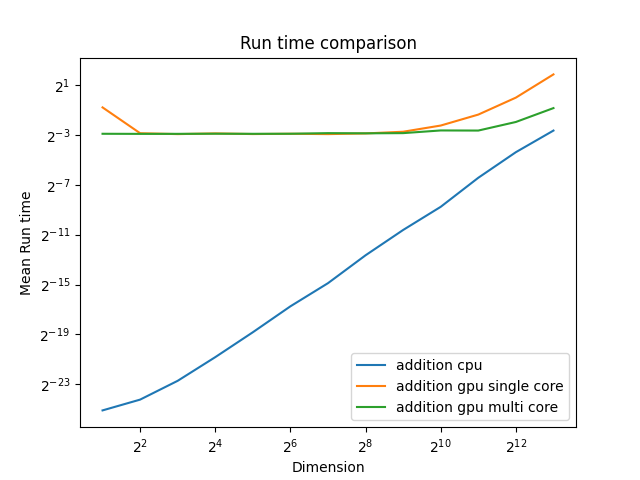 Run time comparison
Mean Run time
2^1
2^-3
2^-7
2^-11
2^-15
2^-19
2^-23
addition cpu
addition gpu single core
addition gpu multi core
2^2 2^4 2^6 2^8 2^10 2^12
Dimension